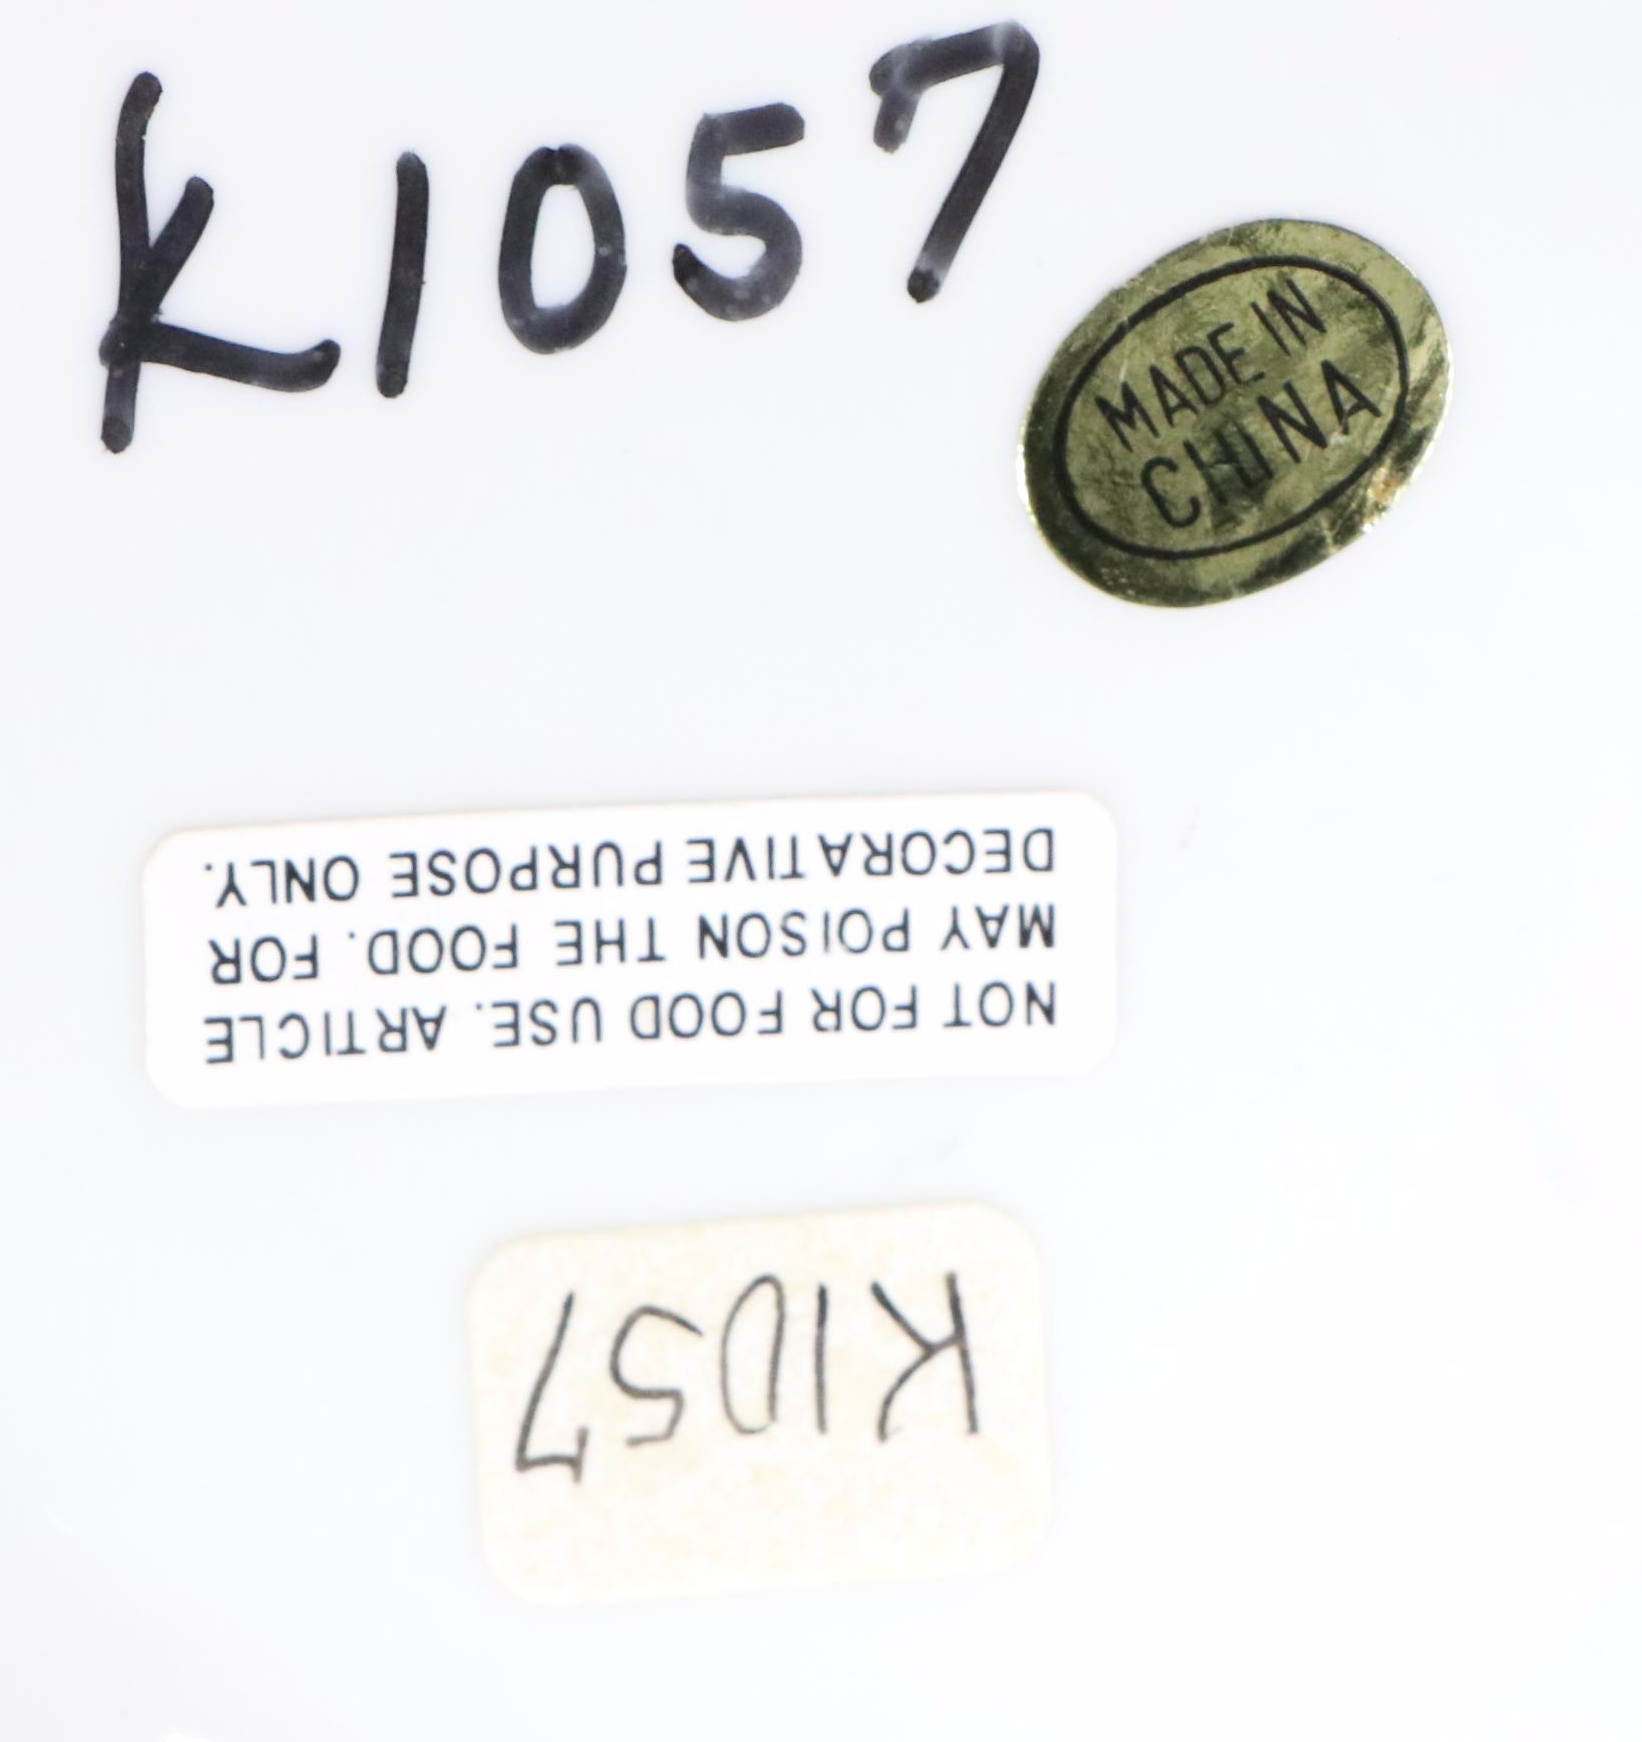 K1057
MADE IN
CHINA
NOT FOR FOOD USE. ARTICLE
MAY POISON THE FOOD. FOR
DECORATIVE PURPOSE ONLY.
K1057